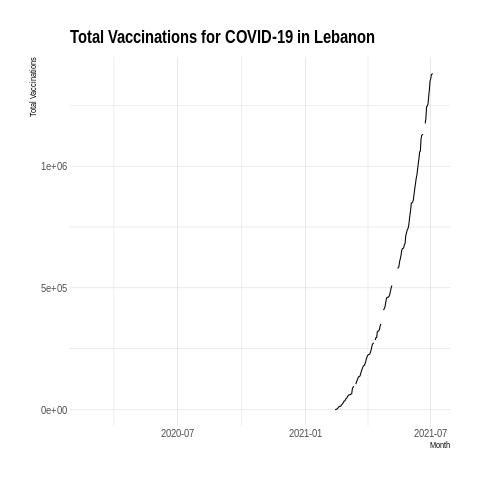 Total Vaccinations for COVID-19 in Lebanon
Total Vaccinations
1e+06
5e+05
0e+00
2020-07
2021-01
2021-07
Month